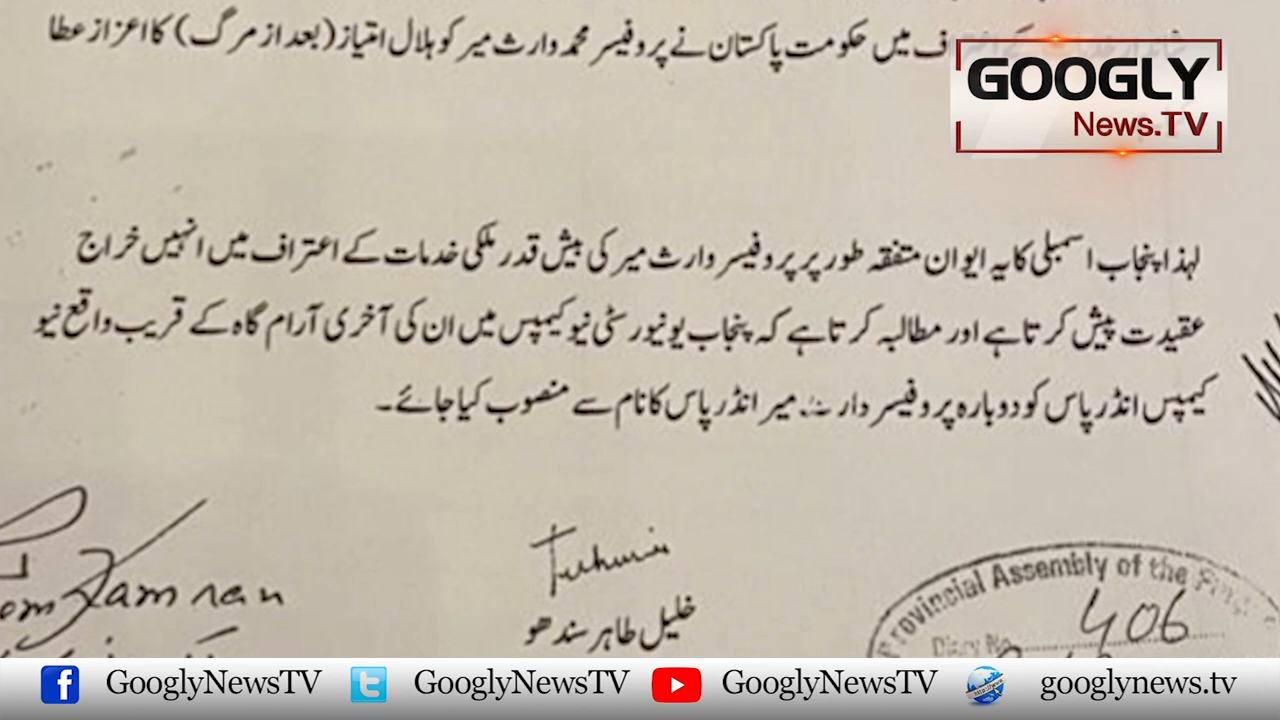 میں حکومت پاکستان نے پروفیسر محمد وارث میر کو ہلال امتیاز (بعد از مرگ) کا اعزاز عطا
GOOGLY
News.TV
لہذا پنجاب اسمبلی کا یہ ایوان متفقہ طور پر پروفیسر وارث میر کی بیش قدر ملکی خدمات کے اعتراف میں انہیں خراج
عقیدت پیش کرتا ہے اور مطالبہ کرتا ہے کہ پنجاب یونیورسٹی نیو کیمپس میں ان کی آخری آرام گاہ کے قریب واقع نیو
کیمپس انڈر پاس کو دوبارہ پروفیسر وارث میر انڈر پاس کا نام سے منصوب کیا جائے۔
Kamran
خلیل طاہر سندھو
Provincial Assembly of the
Diary No. 406
GooglyNewsTV
GooglyNewsTV
GooglyNewsTV
googlynews.tv